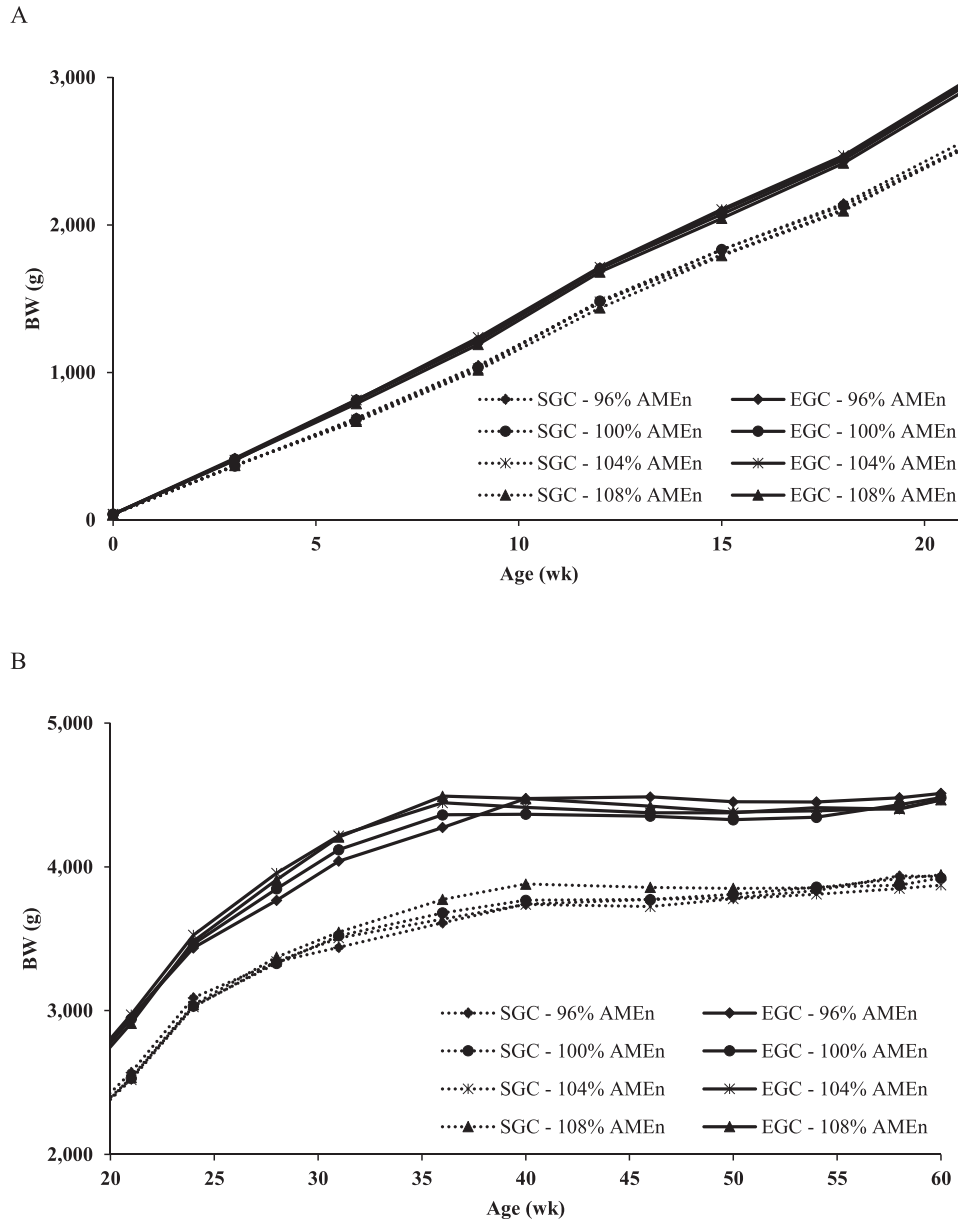 A
3,000
2,000
1,000
0
BW (g)
0 5 10 15 20
Age (wk)
SGC - 96% AMEn EGC - 96% AMEn
SGC - 100% AMEn EGC - 100% AMEn
SGC - 104% AMEn EGC - 104% AMEn
SGC - 108% AMEn EGC - 108% AMEn
B
5,000
4,000
3,000
2,000
BW (g)
20 25 30 35 40 45 50 55 60
Age (wk)
SGC - 96% AMEn EGC - 96% AMEn
SGC - 100% AMEn EGC - 100% AMEn
SGC - 104% AMEn EGC - 104% AMEn
SGC - 108% AMEn EGC - 108% AMEn